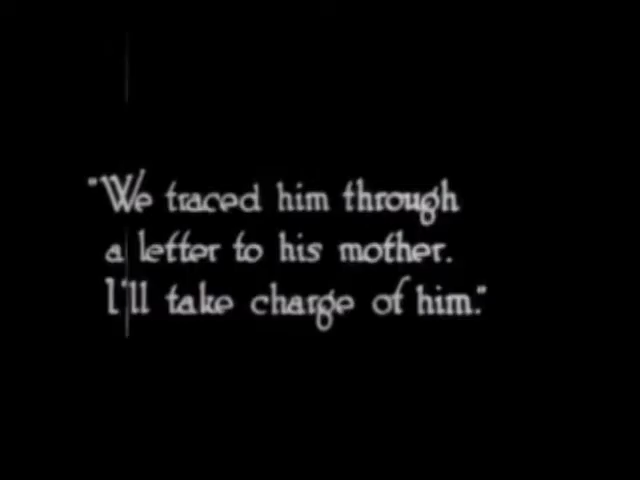 "We traced him through
a letter to his mother.
I'll take charge of him."